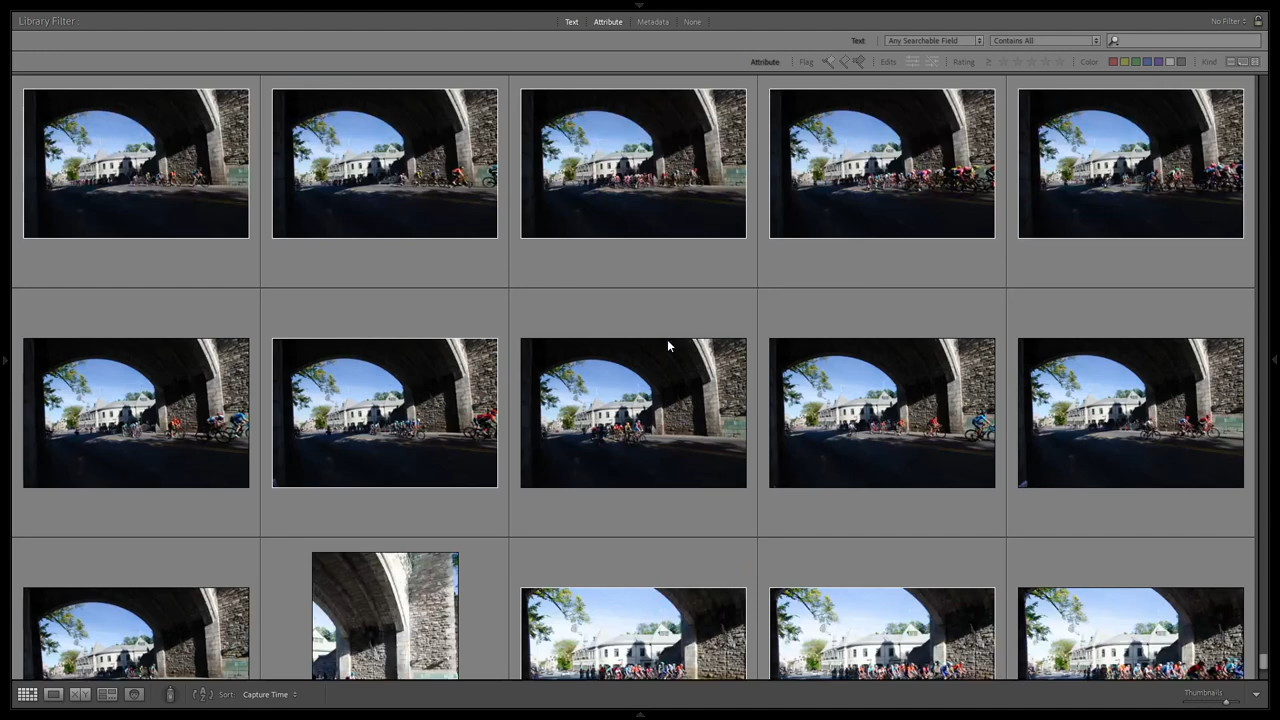 Library Filter :
Text Attribute Metadata None
No Filter
Text Any Searchable Field Contains All
Attribute Flag Edits Rating ≥ Color Kind
Sort: Capture Time
Thumbnails